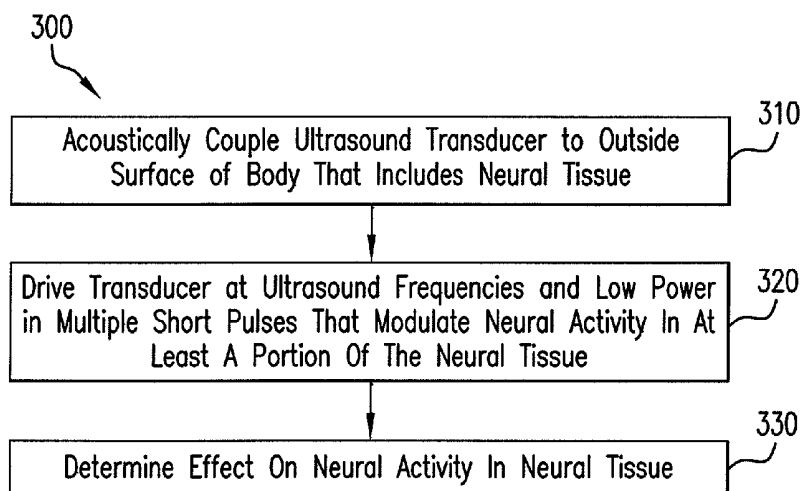 300
310
Acoustically Couple Ultrasound Transducer to Outside
Surface of Body That Includes Neural Tissue
320
Drive Transducer at Ultrasound Frequencies and Low Power
in Multiple Short Pulses That Modulate Neural Activity In At
Least A Portion Of The Neural Tissue
330
Determine Effect On Neural Activity In Neural Tissue